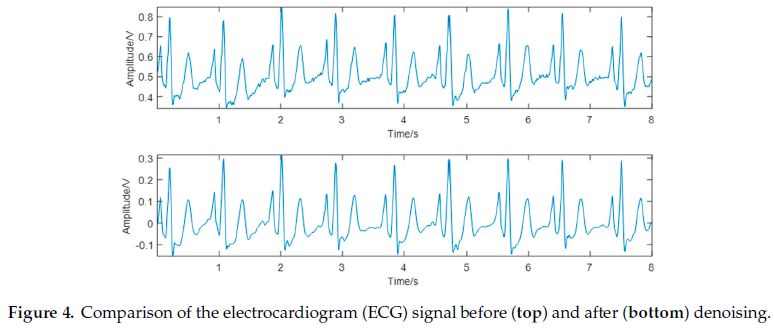 0.8
0.7
0.6
0.5
0.4
Amplitude/V
1 2 3 4 5 6 7 8
Time/s
0.3
0.2
0.1
0
-0.1
Amplitude/V
1 2 3 4 5 6 7 8
Time/s
Figure 4. Comparison of the electrocardiogram (ECG) signal before (top) and after (bottom) denoising.